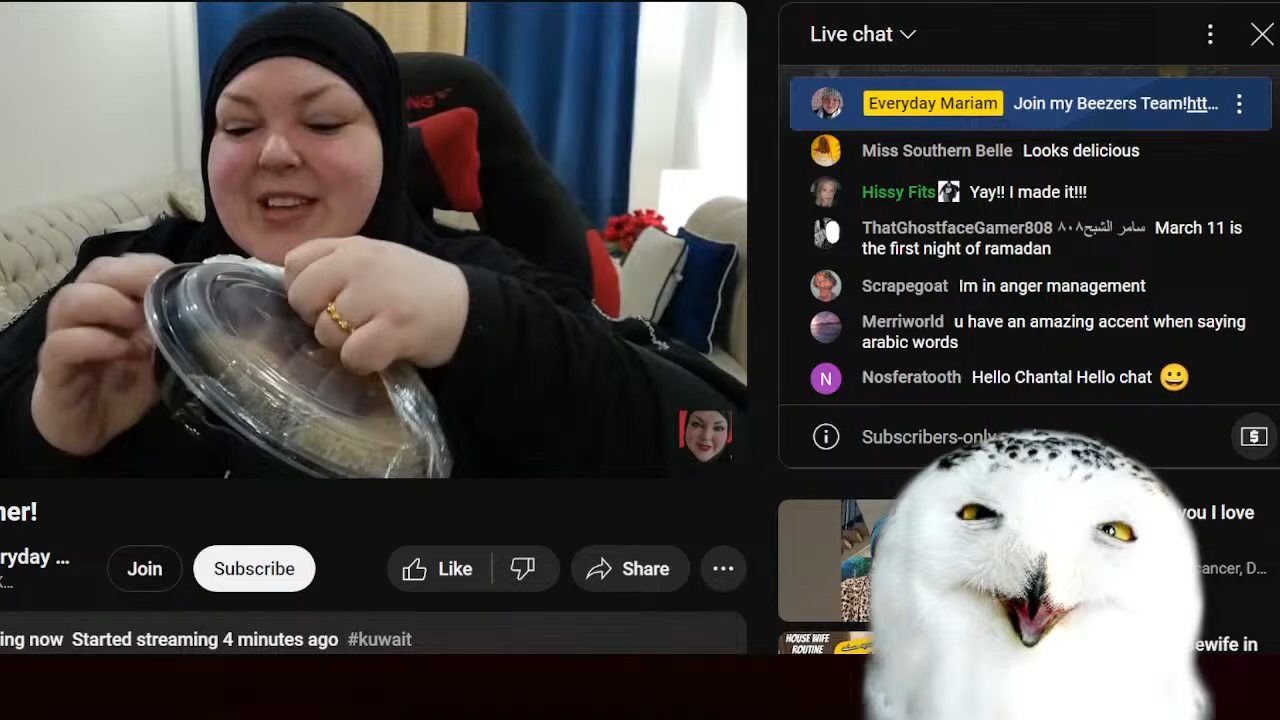 Live chat
Everyday Mariam Join my Beezers Team!htt...
Miss Southern Belle Looks delicious
Hissy Fits Yay!! I made it!!!
ThatGhostfaceGamer808 سامر الشبح٨٠٨ March 11 is
the first night of ramadan
Scrapegoat Im in anger management
Merriworld u have an amazing accent when saying
arabic words
N Nosferatooth Hello Chantal Hello chat
Subscribers-only
ner!
ryday ...
K...
Join
Subscribe
Like
Share
ing now Started streaming 4 minutes ago #kuwait
you I love
cancer, D...
HOUSE WIFE
ROUTINE
ewife in